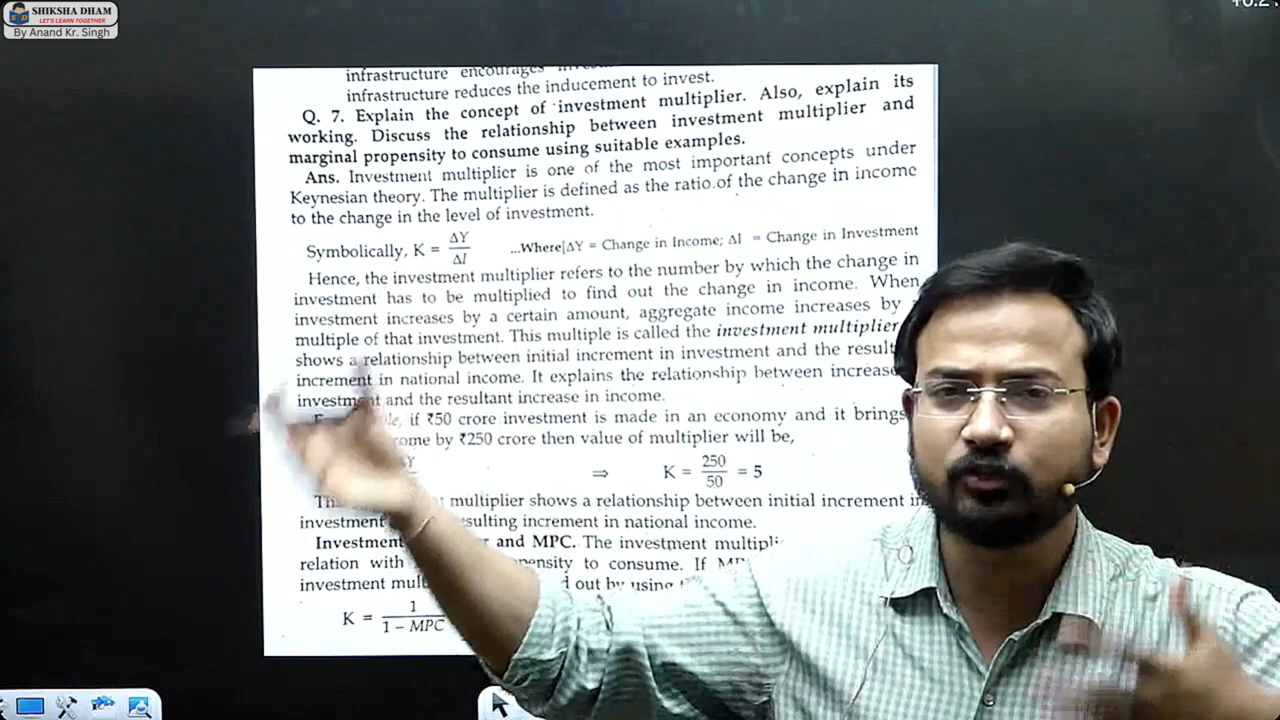 SHIKSHA DHAM
LET'S LEARN TOGETHER
By Anand Kr. Singh
infrastructure encourages
infrastructure reduces the inducement to invest.
Q. 7. Explain the concept of investment multiplier. Also, explain its
working. Discuss the relationship between investment multiplier and
marginal propensity to consume using suitable examples.
Ans. Investment multiplier is one of the most important concepts under
Keynesian theory. The multiplier is defined as the ratio of the change in income
to the change in the level of investment.
Symbolically, K = ΔY / ΔI ...Where[ΔY = Change in Income; ΔI = Change in Investment
Hence, the investment multiplier refers to the number by which the change in
investment has to be multiplied to find out the change in income. When
investment increases by a certain amount, aggregate income increases by
multiple of that investment. This multiple is called the investment multiplier
shows a relationship between initial increment in investment and the result
increment in national income. It explains the relationship between increase
investment and the resultant increase in income.
if ₹50 crore investment is made in an economy and it brings
come by ₹250 crore then value of multiplier will be,
⇒ K = 250 / 50 = 5
multiplier shows a relationship between initial increment in
investment sulting increment in national income.
Investment r and MPC. The investment multipli
relation with pensity to consume. If MP
investment mul d out by using
K = 1 / 1 – MPC